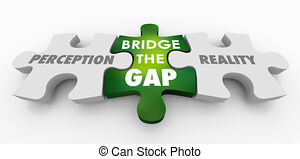 PERCEPTION
BRIDGE
THE
GAP
REALITY
© Can Stock Photo